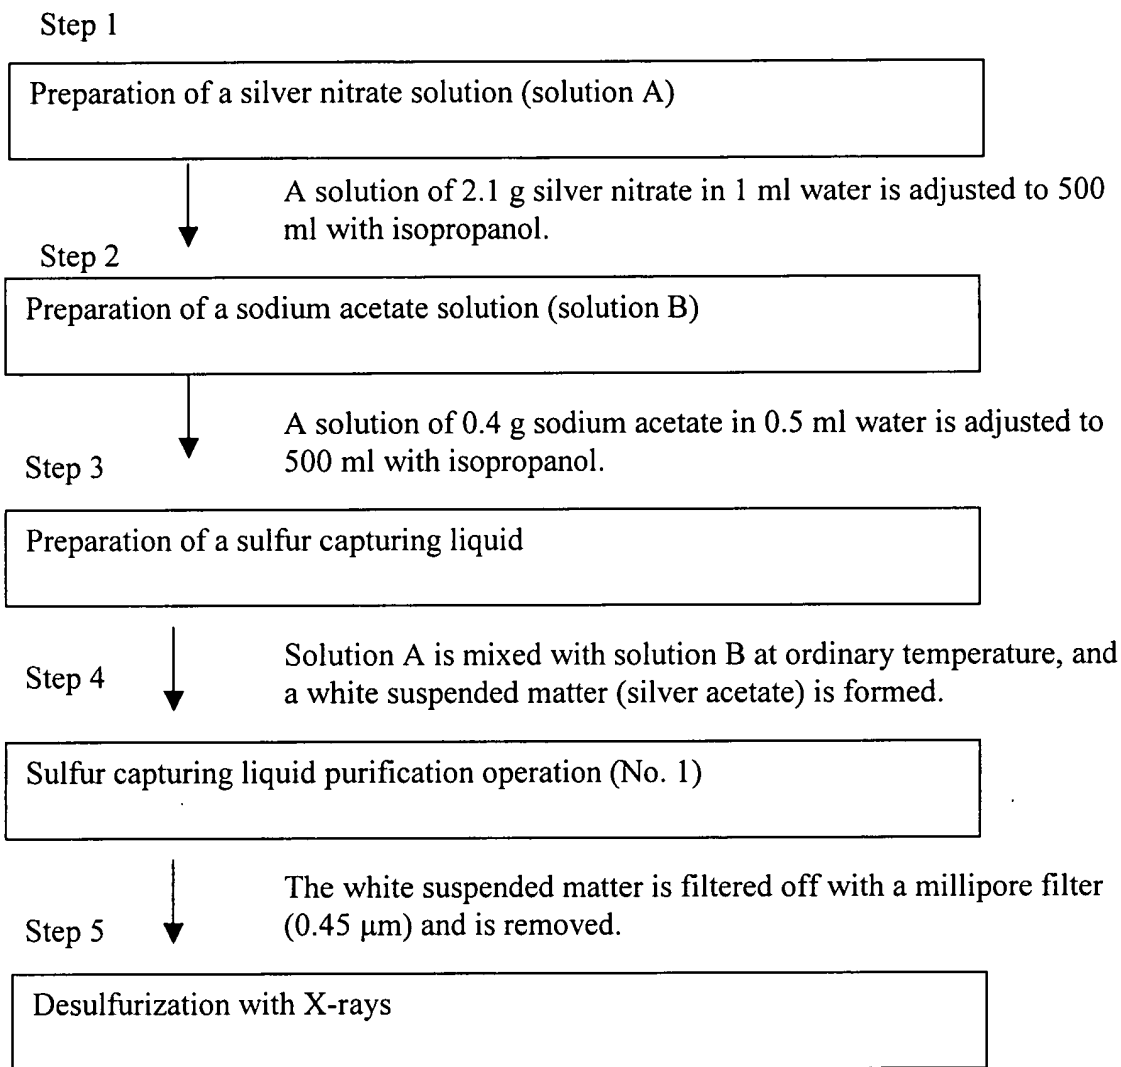 Step 1
Preparation of a silver nitrate solution (solution A)
A solution of 2.1 g silver nitrate in 1 ml water is adjusted to 500
ml with isopropanol.
Step 2
Preparation of a sodium acetate solution (solution B)
A solution of 0.4 g sodium acetate in 0.5 ml water is adjusted to
500 ml with isopropanol.
Step 3
Preparation of a sulfur capturing liquid
Solution A is mixed with solution B at ordinary temperature, and
a white suspended matter (silver acetate) is formed.
Step 4
Sulfur capturing liquid purification operation (No. 1)
The white suspended matter is filtered off with a millipore filter
(0.45 μm) and is removed.
Step 5
Desulfurization with X-rays